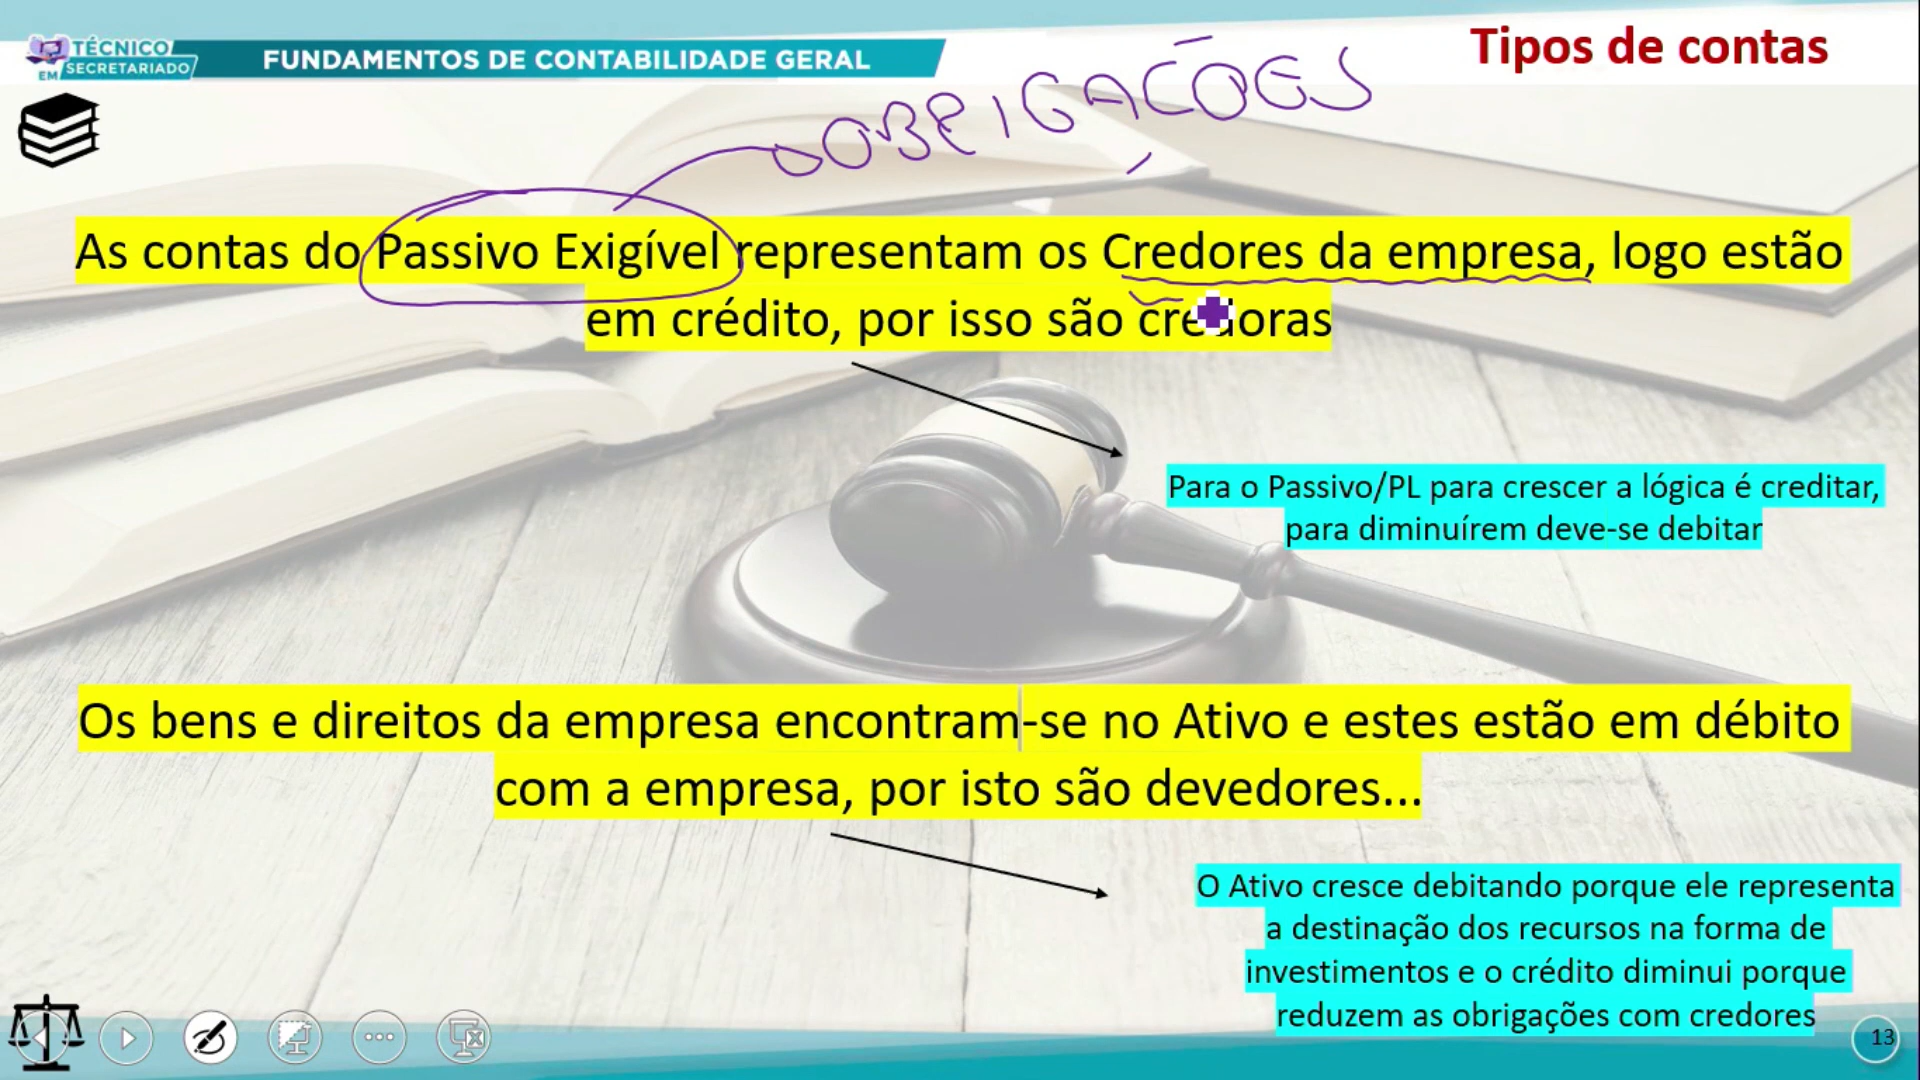 TÉCNICO
EM SECRETARIADO
FUNDAMENTOS DE CONTABILIDADE GERAL
Tipos de contas
OBRIGAÇÕES
As contas do Passivo Exigível representam os Credores da empresa, logo estão
em crédito, por isso são credoras
Para o Passivo/PL para crescer a lógica é creditar,
para diminuírem deve-se debitar
Os bens e direitos da empresa encontram-se no Ativo e estes estão em débito
com a empresa, por isto são devedores...
O Ativo cresce debitando porque ele representa
a destinação dos recursos na forma de
investimentos e o crédito diminui porque
reduzem as obrigações com credores
13